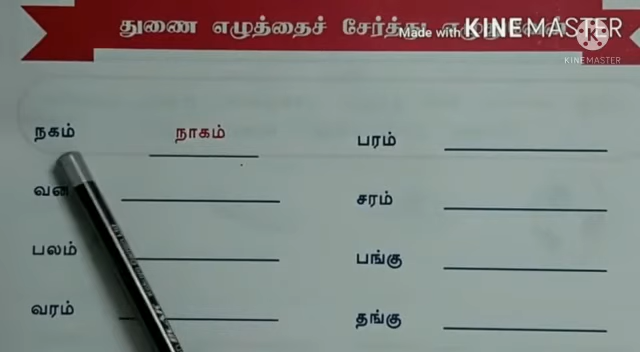 துணை எழுத்தைச் சேர்த்து
Made with KINEMASTER
KINEMASTER
நகம் நாகம் பரம்
சரம்
பலம் பங்கு
வரம் தங்கு